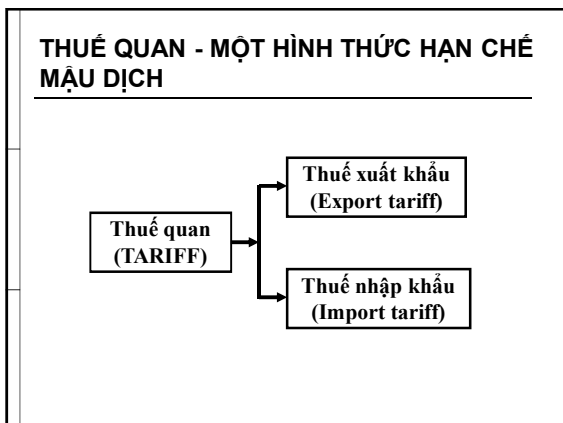 THUẾ QUAN - MỘT HÌNH THỨC HẠN CHẾ
MẬU DỊCH
Thuế xuất khẩu
(Export tariff)
Thuế quan
(TARIFF)
Thuế nhập khẩu
(Import tariff)